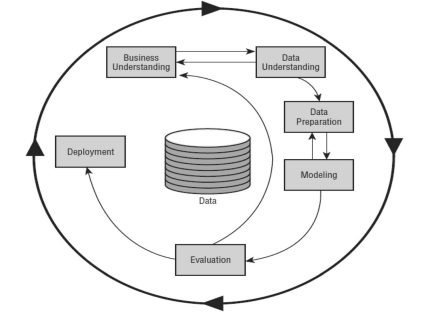 Business
Understanding
Data
Understanding
Data
Preparation
Modeling
Deployment
Data
Evaluation